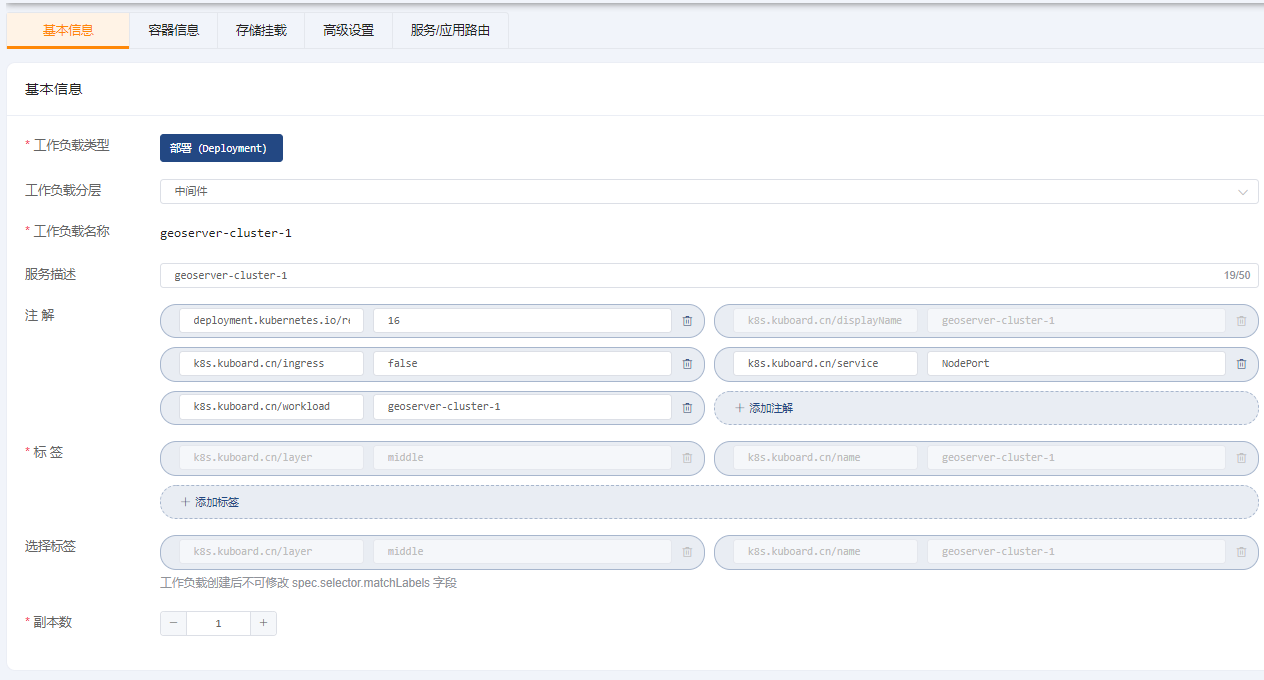 基本信息 容器信息 存储挂载 高级设置 服务/应用路由
基本信息
* 工作负载类型 部署 (Deployment)
工作负载分层 中间件
* 工作负载名称 geoserver-cluster-1
服务描述 geoserver-cluster-1 19/50
注 解 deployment.kubernetes.io/re 16 k8s.kuboard.cn/displayName geoserver-cluster-1
k8s.kuboard.cn/ingress false k8s.kuboard.cn/service NodePort
k8s.kuboard.cn/workload geoserver-cluster-1 + 添加注解
* 标 签 k8s.kuboard.cn/layer middle k8s.kuboard.cn/name geoserver-cluster-1
+ 添加标签
选择标签 k8s.kuboard.cn/layer middle k8s.kuboard.cn/name geoserver-cluster-1
工作负载创建后不可修改 spec.selector.matchLabels 字段
* 副本数 − 1 +